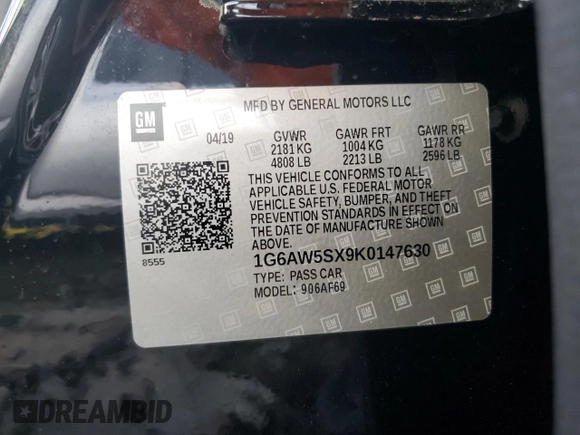 GM
MFD BY GENERAL MOTORS LLC
04/19 GVWR GAWR FRT GAWR RR
2181 KG 1004 KG 1178 KG
4808 LB 2213 LB 2596 LB
THIS VEHICLE CONFORMS TO ALL
APPLICABLE U.S. FEDERAL MOTOR
VEHICLE SAFETY, BUMPER, AND THEFT
PREVENTION STANDARDS IN EFFECT ON
THE DATE OF MANUFACTURE SHOWN
ABOVE.
8555
1G6AW5SX9K0147630
TYPE: PASS CAR
MODEL: 906AF69
DREAMBID